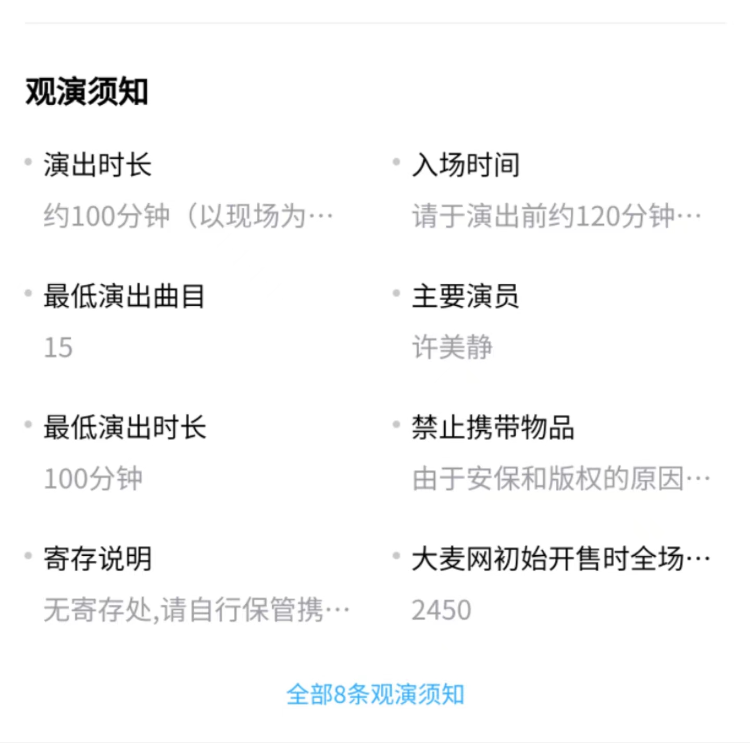 观演须知
演出时长
约100分钟（以现场为…
入场时间
请于演出前约120分钟…
最低演出曲目
15
主要演员
许美静
最低演出时长
100分钟
禁止携带物品
由于安保和版权的原因…
寄存说明
无寄存处,请自行保管携…
大麦网初始开售时全场…
2450
全部8条观演须知